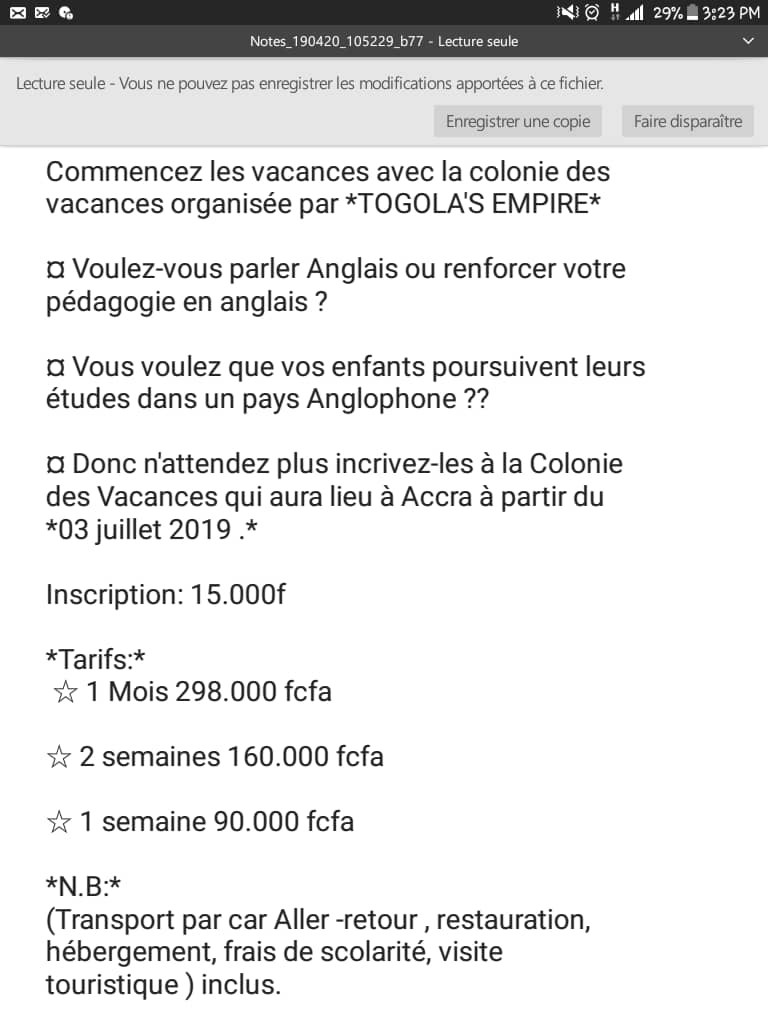 29% 3:23 PM
Notes_190420_105229_b77 - Lecture seule
Lecture seule - Vous ne pouvez pas enregistrer les modifications apportées à ce fichier.
Enregistrer une copie Faire disparaître
Commencez les vacances avec la colonie des
vacances organisée par *TOGOLA'S EMPIRE*
¤ Voulez-vous parler Anglais ou renforcer votre
pédagogie en anglais ?
¤ Vous voulez que vos enfants poursuivent leurs
études dans un pays Anglophone ??
¤ Donc n'attendez plus incrivez-les à la Colonie
des Vacances qui aura lieu à Accra à partir du
*03 juillet 2019 .*
Inscription: 15.000f
*Tarifs:*
☆ 1 Mois 298.000 fcfa
☆ 2 semaines 160.000 fcfa
☆ 1 semaine 90.000 fcfa
*N.B:*
(Transport par car Aller -retour , restauration,
hébergement, frais de scolarité, visite
touristique ) inclus.